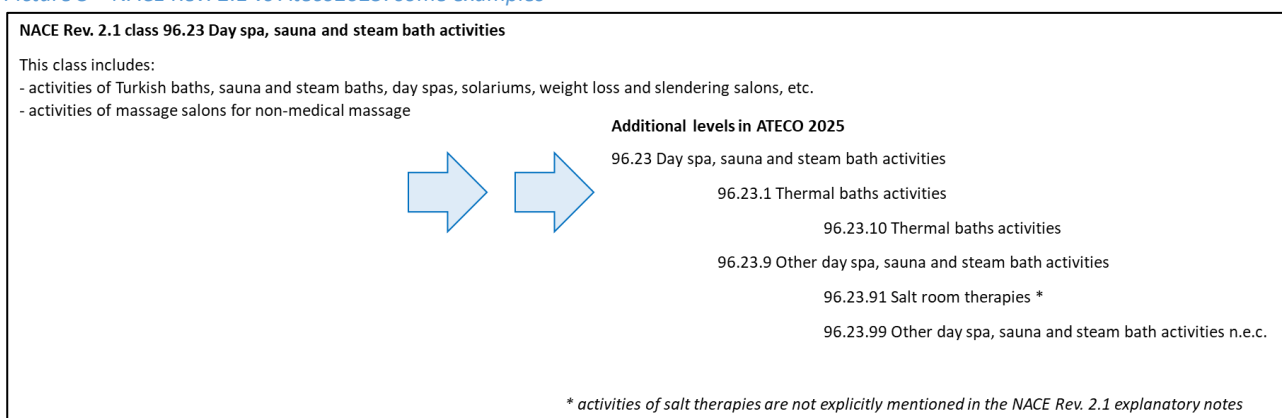 NACE Rev. 2.1 class 96.23 Day spa, sauna and steam bath activities
This class includes:
- activities of Turkish baths, sauna and steam baths, day spas, solariums, weight loss and slendering salons, etc.
- activities of massage salons for non-medical massage
Additional levels in ATECO 2025
96.23 Day spa, sauna and steam bath activities
96.23.1 Thermal baths activities
96.23.10 Thermal baths activities
96.23.9 Other day spa, sauna and steam bath activities
96.23.91 Salt room therapies *
96.23.99 Other day spa, sauna and steam bath activities n.e.c.
* activities of salt therapies are not explicitly mentioned in the NACE Rev. 2.1 explanatory notes